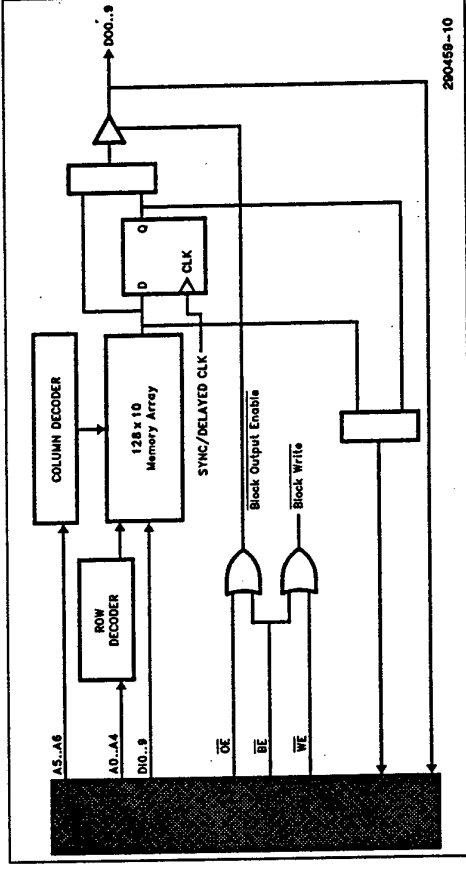 A5..A6
COLUMN DECODER
A0..A4
ROW
DECODER
DI0..9
128 x 10
Memory Array
D
Q
CLK
SYNC/DELAYED CLK
DO0..9
OE
BE
WE
Block Output Enable
Block Write
290459-10